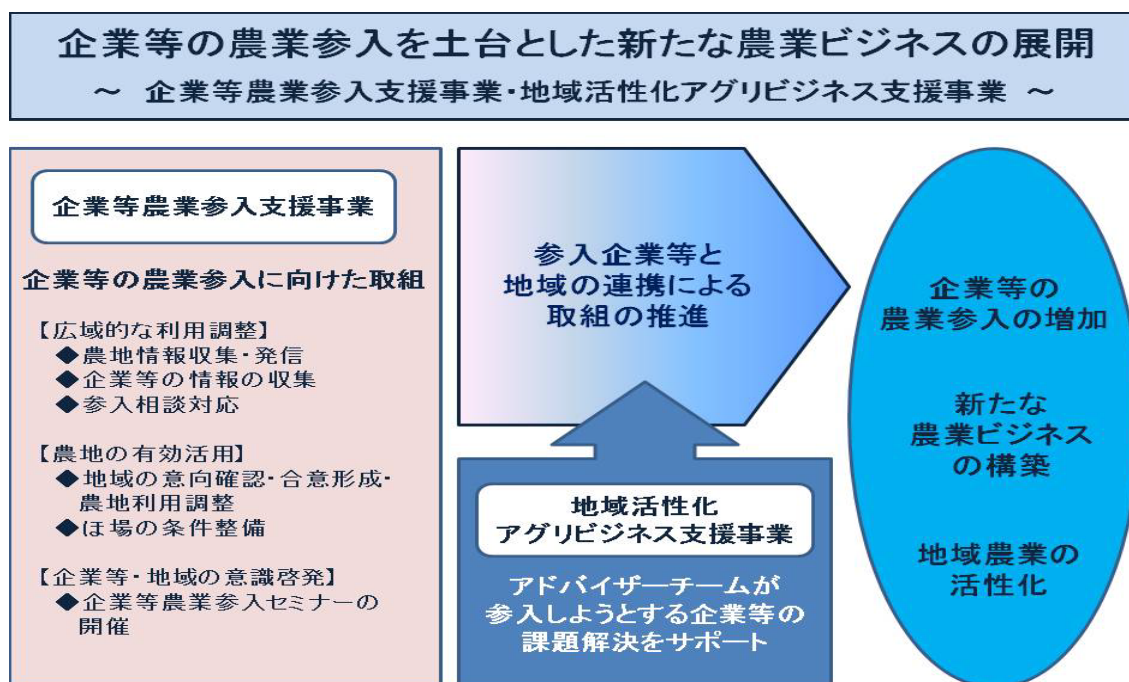 企業等の農業参入を土台とした新たな農業ビジネスの展開
～ 企業等農業参入支援事業・地域活性化アグリビジネス支援事業 ～
企業等農業参入支援事業
企業等の農業参入に向けた取組
【広域的な利用調整】
◆農地情報収集・発信
◆企業等の情報の収集
◆参入相談対応
【農地の有効活用】
◆地域の意向確認・合意形成・
農地利用調整
◆ほ場の条件整備
【企業等・地域の意識啓発】
◆企業等農業参入セミナーの
開催
参入企業等と
地域の連携による
取組の推進
地域活性化
アグリビジネス支援事業
アドバイザーチームが
参入しようとする企業等の
課題解決をサポート
企業等の
農業参入の増加
新たな
農業ビジネス
の構築
地域農業の
活性化